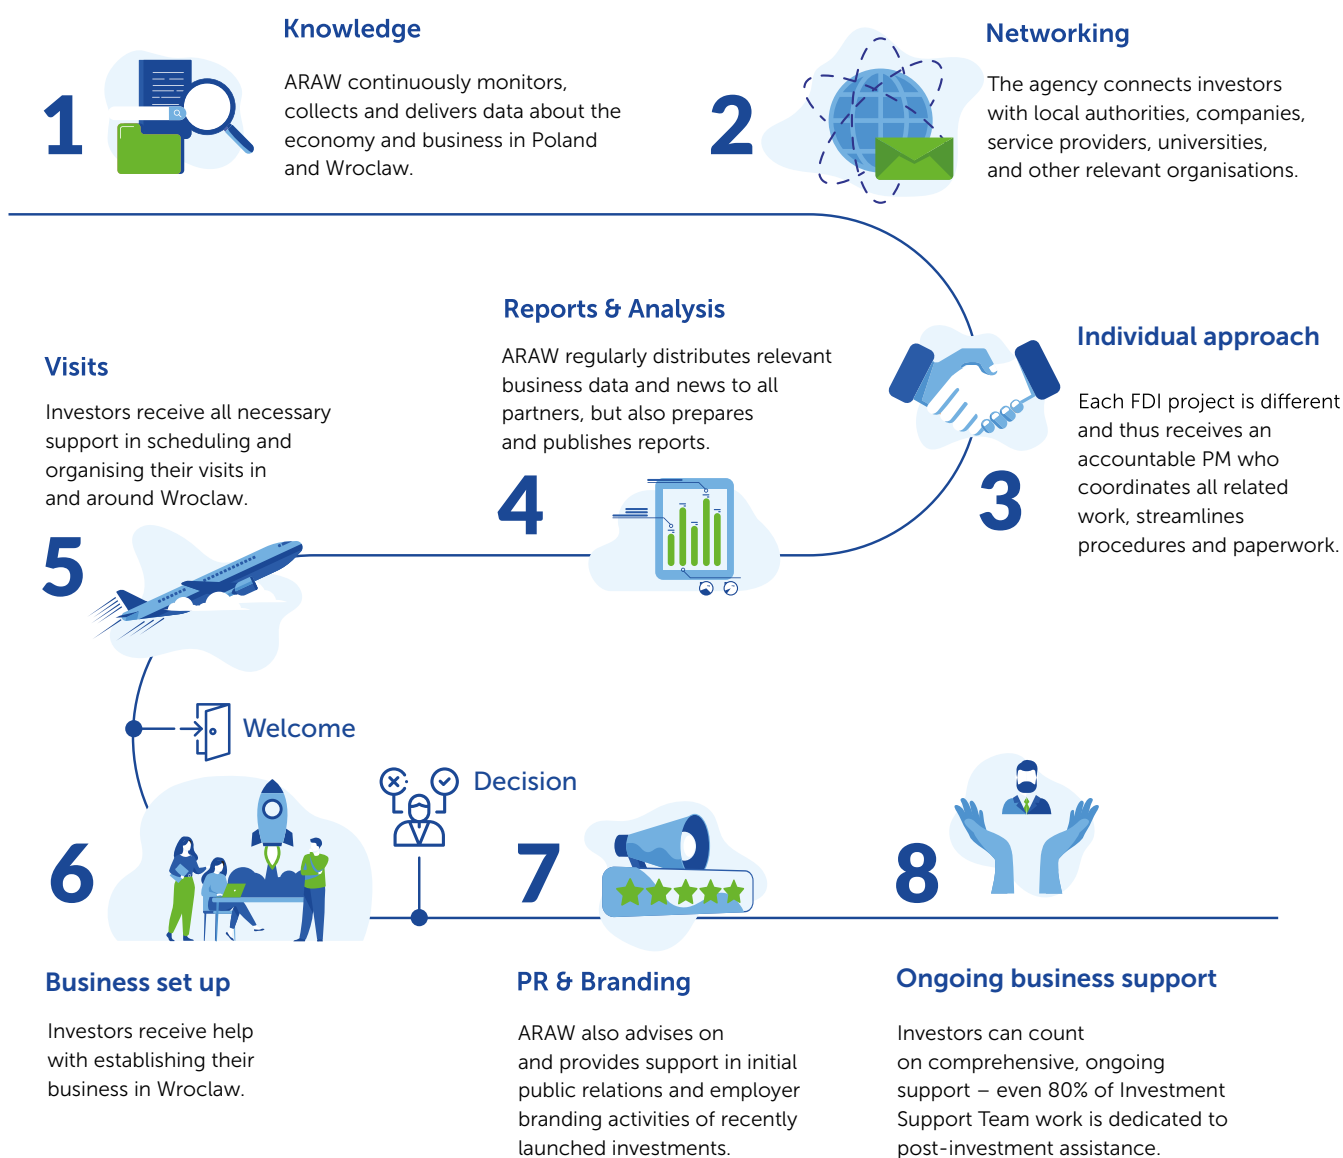 1
Knowledge
ARAW continuously monitors,
collects and delivers data about the
economy and business in Poland
and Wroclaw.
2
Networking
The agency connects investors
with local authorities, companies,
service providers, universities,
and other relevant organisations.
3
Individual approach
Each FDI project is different
and thus receives an
accountable PM who
coordinates all related
work, streamlines
procedures and paperwork.
Reports & Analysis
ARAW regularly distributes relevant
business data and news to all
partners, but also prepares
and publishes reports.
4
Visits
Investors receive all necessary
support in scheduling and
organising their visits in
and around Wroclaw.
5
Welcome
6
Business set up
Investors receive help
with establishing their
business in Wroclaw.
Decision
7
PR & Branding
ARAW also advises on
and provides support in initial
public relations and employer
branding activities of recently
launched investments.
8
Ongoing business support
Investors can count
on comprehensive, ongoing
support – even 80% of Investment
Support Team work is dedicated to
post-investment assistance.